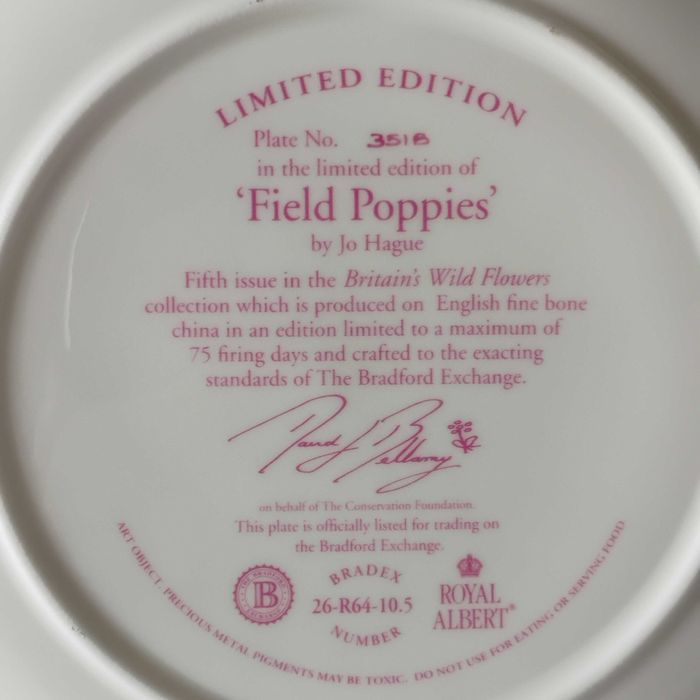 LIMITED EDITION
Plate No. 351B
in the limited edition of
‘Field Poppies’
by Jo Hague
Fifth issue in the Britain's Wild Flowers
collection which is produced on English fine bone
china in an edition limited to a maximum of
75 firing days and crafted to the exacting
standards of The Bradford Exchange.
David J Bellamy
on behalf of The Conservation Foundation.
This plate is officially listed for trading on
the Bradford Exchange.
B
BRADEX
26-R64-10.5
NUMBER
ROYAL
ALBERT®
ART OBJECT. PRECIOUS METAL PIGMENTS MAY BE TOXIC. DO NOT USE FOR EATING OR SERVING FOOD